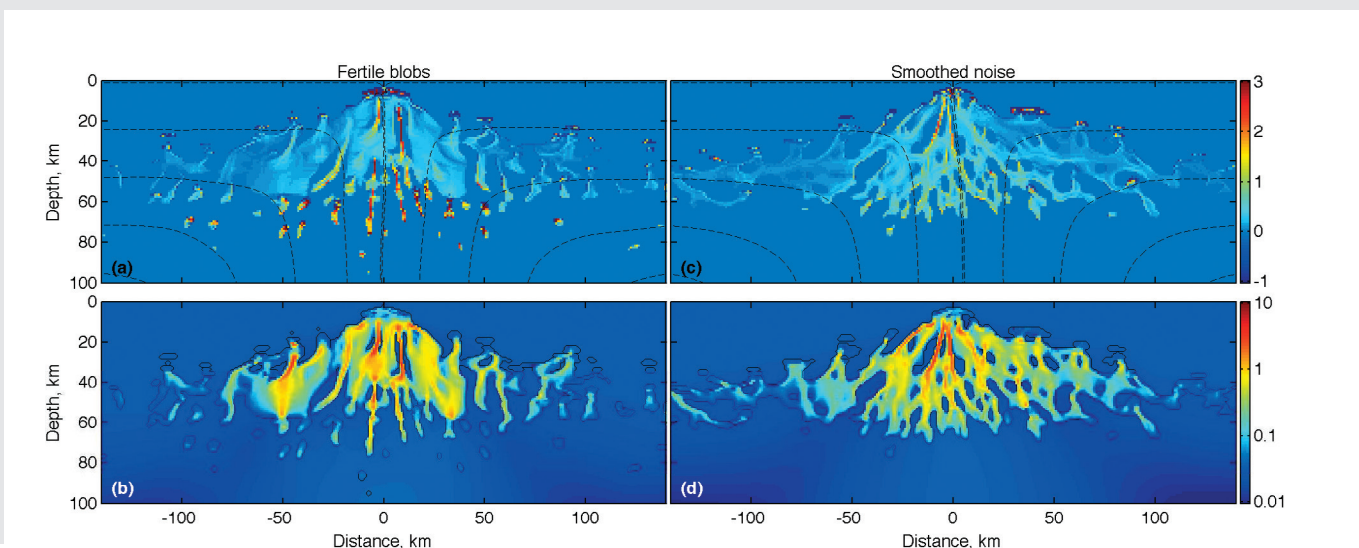 Fertile blobs Smoothed noise
0 3
20 2
Depth, km 40 1
60
80 0
(a) (c)
100 -1
0 10
20
Depth, km 40 1
60 0.1
80
(b) (d)
100 0.01
-100 -50 0 50 100 -100 -50 0 50 100
Distance, km Distance, km